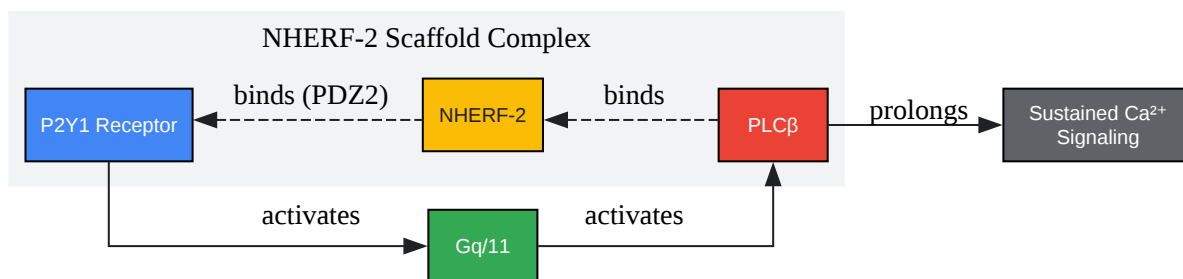 NHERF-2 Scaffold Complex
P2Y1 Receptor
binds (PDZ2)
NHERF-2
binds
PLCβ
prolongs
Sustained Ca²⁺
Signaling
activates
Gq/11
activates